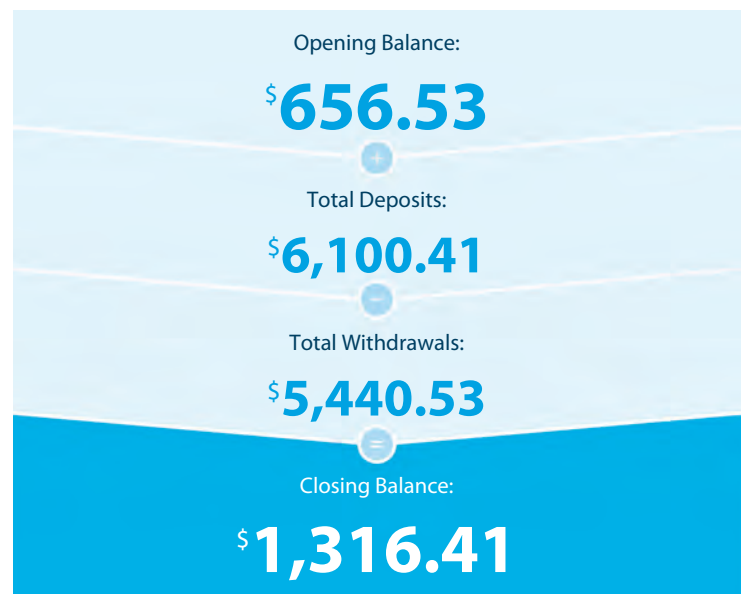 Opening Balance:
$656.53
+
Total Deposits:
$6,100.41
-
Total Withdrawals:
$5,440.53
=
Closing Balance:
$1,316.41